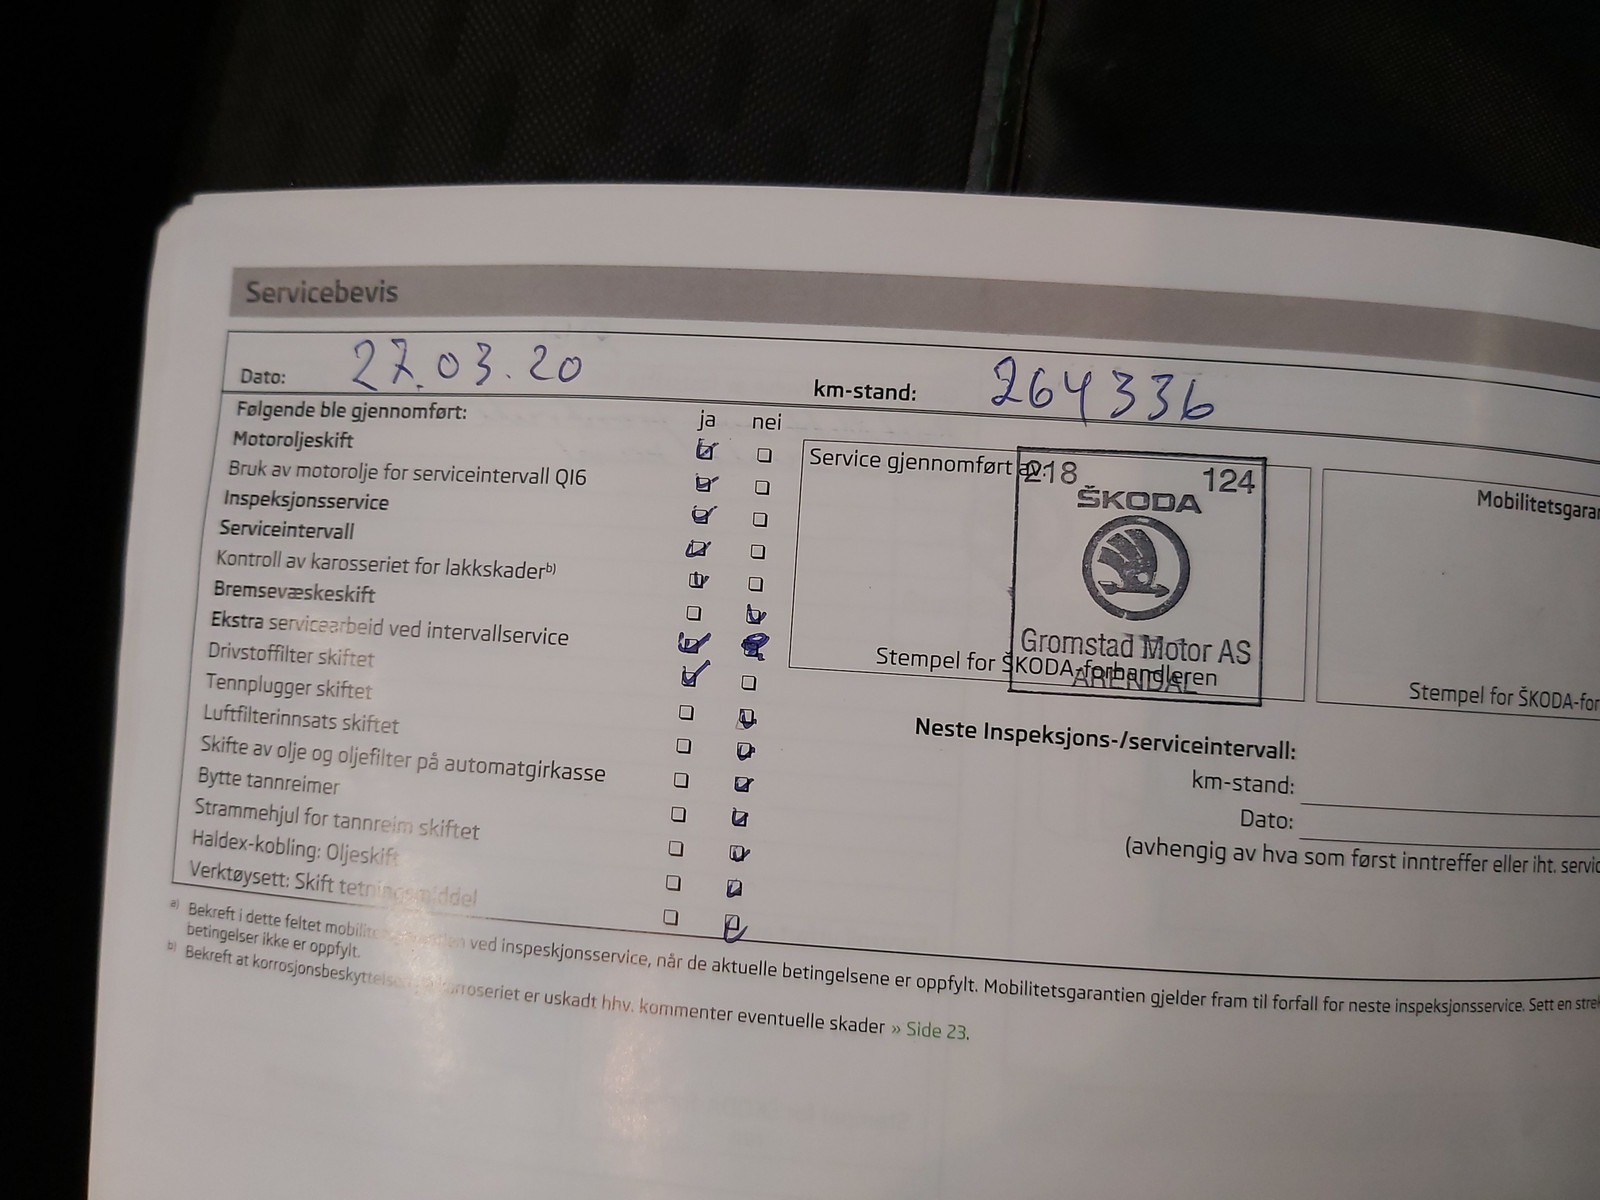 Servicebevis
Dato: 27.03.20 km-stand: 264336
Følgende ble gjennomført: ja nei
Motoroljeskift
Bruk av motorolje for serviceintervall QI6
Inspeksjonsservice
Serviceintervall
Kontroll av karosseriet for lakkskader b)
Bremsevæskeskift
Ekstra servicearbeid ved intervallservice
Drivstoffilter skiftet
Tennplugger skiftet
Luftfilterinnsats skiftet
Skifte av olje og oljefilter på automatgirkasse
Bytte tannreimer
Strammehjul for tannreim skiftet
Haldex-kobling: Oljeskift
Verktøysett: Skift tetningsmiddel
Service gjennomført av:
218 124
ŠKODA
Gromstad Motor AS
ARENDAL
Stempel for ŠKODA-forhandleren
Mobilitetsgara
Stempel for ŠKODA-for
Neste Inspeksjons-/serviceintervall:
km-stand:
Dato:
(avhengig av hva som først inntreffer eller iht. servic
a) Bekreft i dette feltet ved inspeskjonsservice, når de aktuelle betingelsene er oppfylt. Mobilitetsgarantien gjelder fram til forfall for neste inspeksjonsservice. Sett en stre
betingelser ikke er oppfylt.
b) Bekreft at karroseriet er uskadt hhv. kommenter eventuelle skader » Side 23.